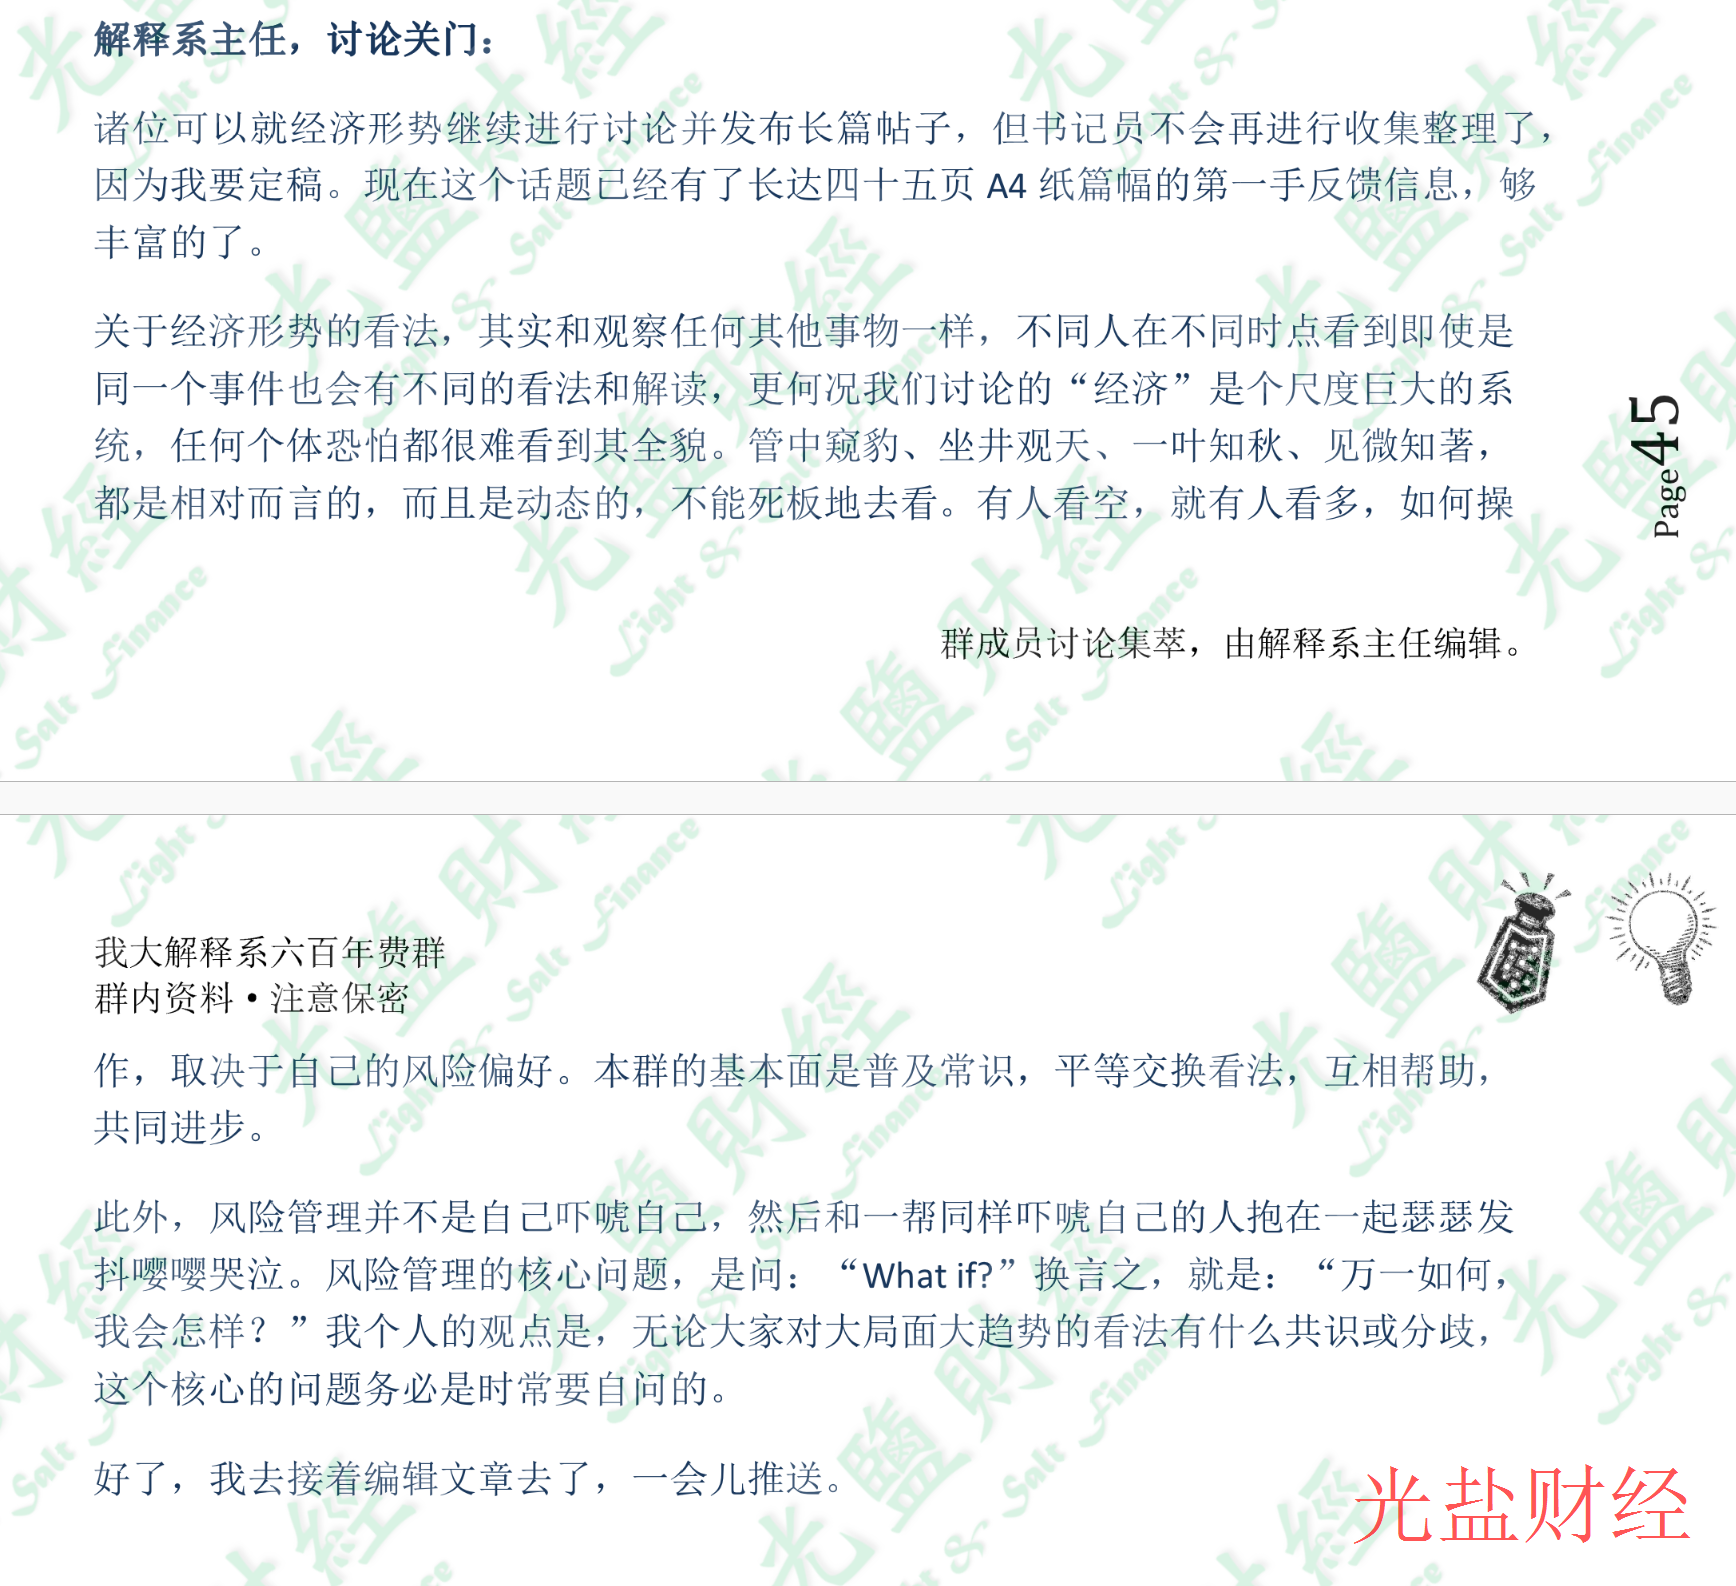 解释系主任，讨论关门：
诸位可以就经济形势继续进行讨论并发布长篇帖子，但书记员不会再进行收集整理了，
因为我要定稿。现在这个话题已经有了长达四十五页 A4 纸篇幅的第一手反馈信息，够
丰富的了。
关于经济形势的看法，其实和观察任何其他事物一样，不同人在不同时点看到即使是
同一个事件也会有不同的看法和解读，更何况我们讨论的“经济”是个尺度巨大的系
统，任何个体恐怕都很难看到其全貌。管中窥豹、坐井观天、一叶知秋、见微知著，
都是相对而言的，而且是动态的，不能死板地去看。有人看空，就有人看多，如何操
Page45
群成员讨论集萃，由解释系主任编辑。
我大解释系六百年费群
群内资料•注意保密
作，取决于自己的风险偏好。本群的基本面是普及常识，平等交换看法，互相帮助，
共同进步。
此外，风险管理并不是自己吓唬自己，然后和一帮同样吓唬自己的人抱在一起瑟瑟发
抖嘤嘤哭泣。风险管理的核心问题，是问：“What if?”换言之，就是：“万一如何，
我会怎样？”我个人的观点是，无论大家对大局面大趋势的看法有什么共识或分歧，
这个核心的问题务必是时常要自问的。
好了，我去接着编辑文章去了，一会儿推送。
光盐财经
光鹽財經
Light & Salt Finance